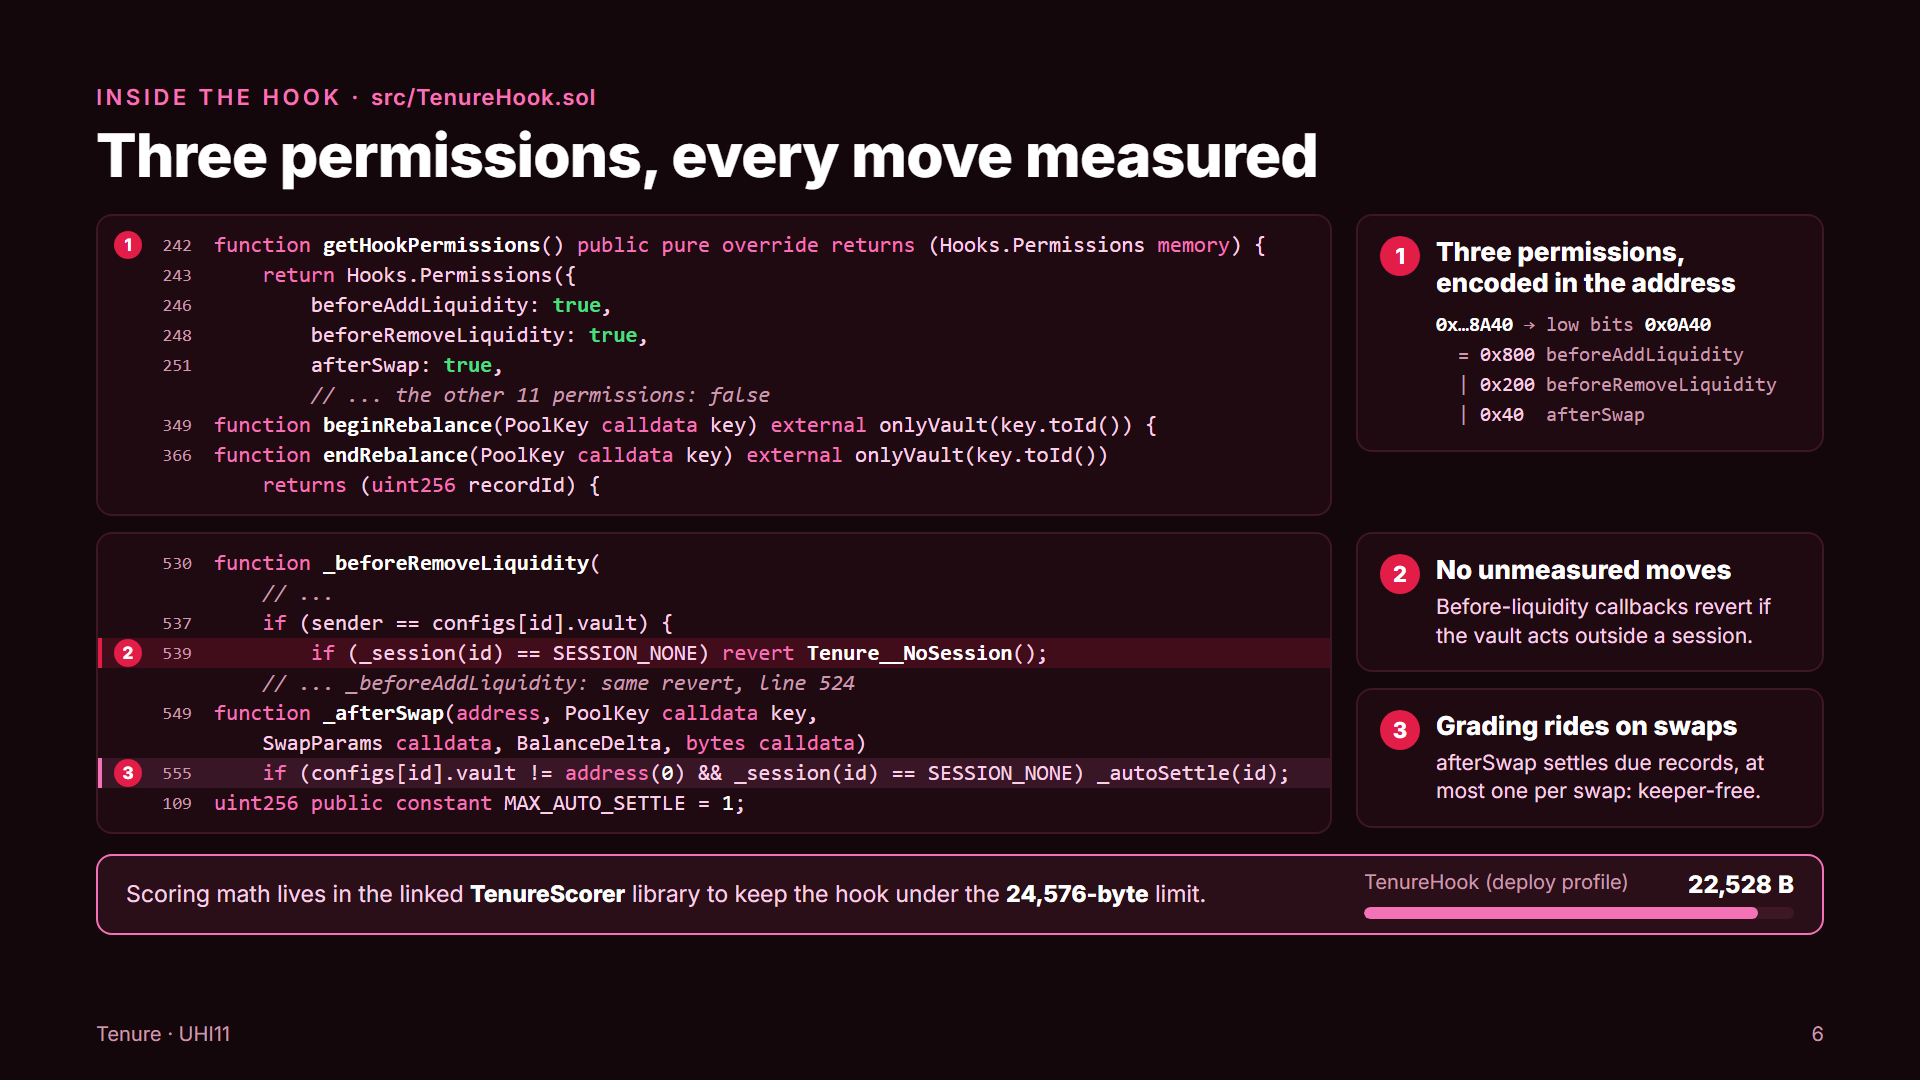 INSIDE THE HOOK · src/TenureHook.sol
Three permissions, every move measured
1 242 function getHookPermissions() public pure override returns (Hooks.Permissions memory) {
243 return Hooks.Permissions({
246 beforeAddLiquidity: true,
248 beforeRemoveLiquidity: true,
251 afterSwap: true,
// ... the other 11 permissions: false
349 function beginRebalance(PoolKey calldata key) external onlyVault(key.toId()) {
366 function endRebalance(PoolKey calldata key) external onlyVault(key.toId())
returns (uint256 recordId) {
1 Three permissions,
encoded in the address
0x…8A40 → low bits 0x0A40
= 0x800 beforeAddLiquidity
| 0x200 beforeRemoveLiquidity
| 0x40 afterSwap
530 function _beforeRemoveLiquidity(
// ...
537 if (sender == configs[id].vault) {
2 539 if (_session(id) == SESSION_NONE) revert Tenure__NoSession();
// ... _beforeAddLiquidity: same revert, line 524
549 function _afterSwap(address, PoolKey calldata key,
SwapParams calldata, BalanceDelta, bytes calldata)
3 555 if (configs[id].vault != address(0) && _session(id) == SESSION_NONE) _autoSettle(id);
109 uint256 public constant MAX_AUTO_SETTLE = 1;
2 No unmeasured moves
Before-liquidity callbacks revert if
the vault acts outside a session.
3 Grading rides on swaps
afterSwap settles due records, at
most one per swap: keeper-free.
Scoring math lives in the linked TenureScorer library to keep the hook under the 24,576-byte limit.
TenureHook (deploy profile) 22,528 B
Tenure · UHI11
6